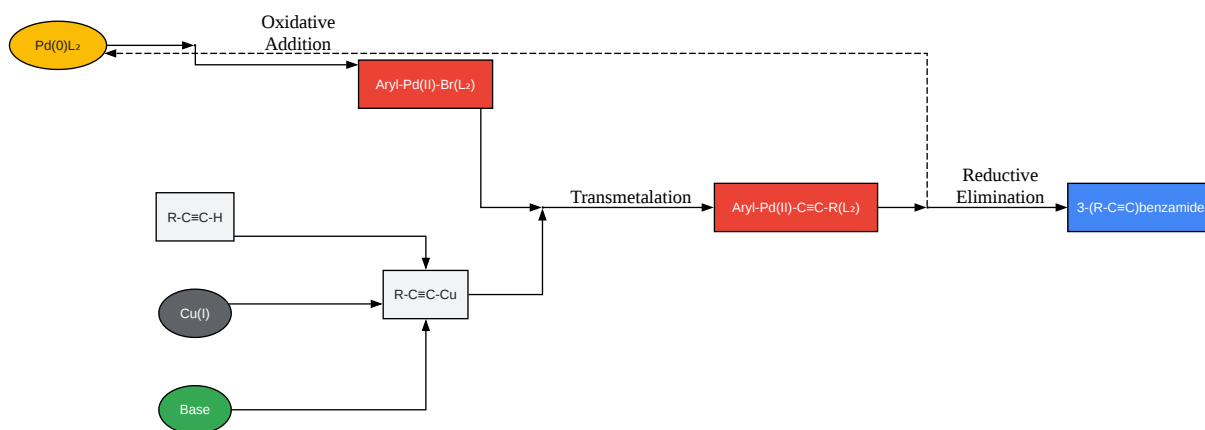 Oxidative
Addition
Pd(0)L₂
Aryl-Pd(II)-Br(L₂)
R-C≡C-H
Transmetalation
Aryl-Pd(II)-C≡C-R(L₂)
Reductive
Elimination
3-(R-C≡C)benzamide
R-C≡C-Cu
Cu(I)
Base